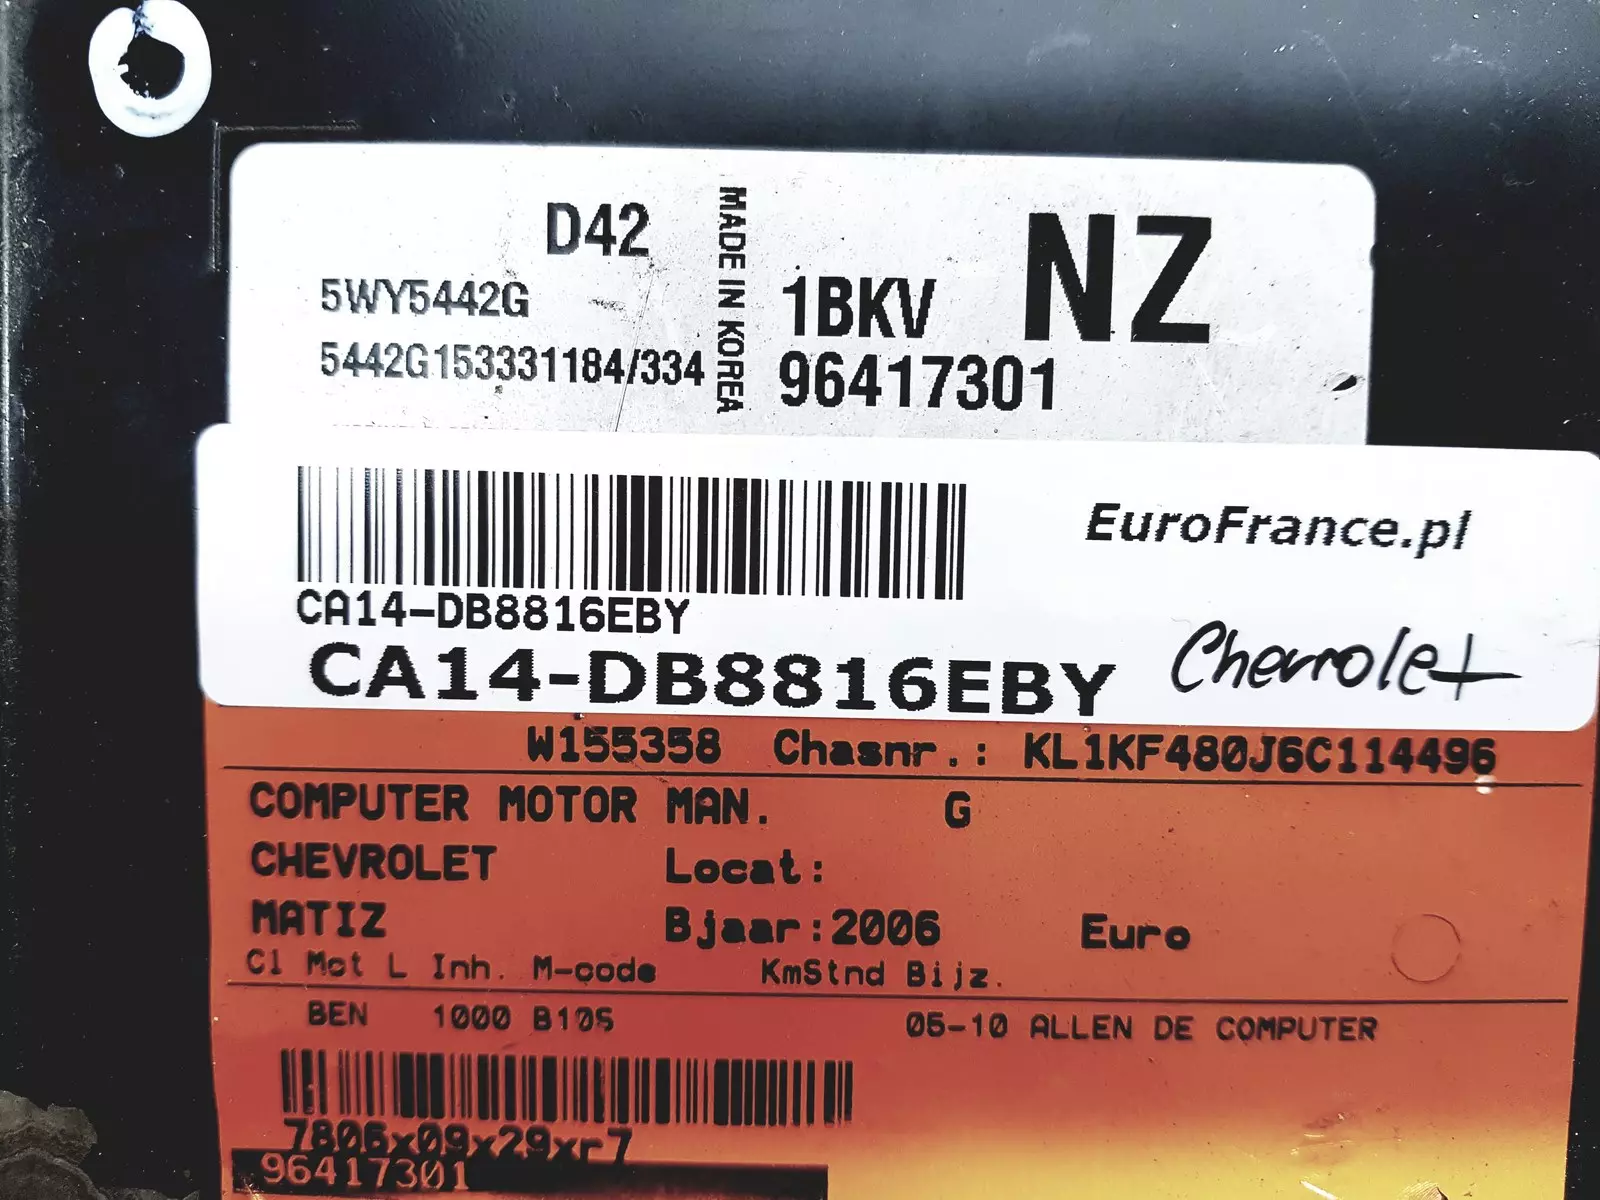 D42
5WY5442G
5442G153331184/334
MADE IN KOREA
1BKV
NZ
96417301
EuroFrance.pl
CA14-DB8816EBY
CA14-DB8816EBY
Chevrolet
W155358 Chasnr.: KL1KF480J6C114496
COMPUTER MOTOR MAN. G
CHEVROLET Locat:
MATIZ Bjaar:2006 Euro
Cl Mot L Inh. M-code KmStnd Bijz.
BEN 1000 B10S 05-10 ALLEN DE COMPUTER
7806x09x29xr7
96417301